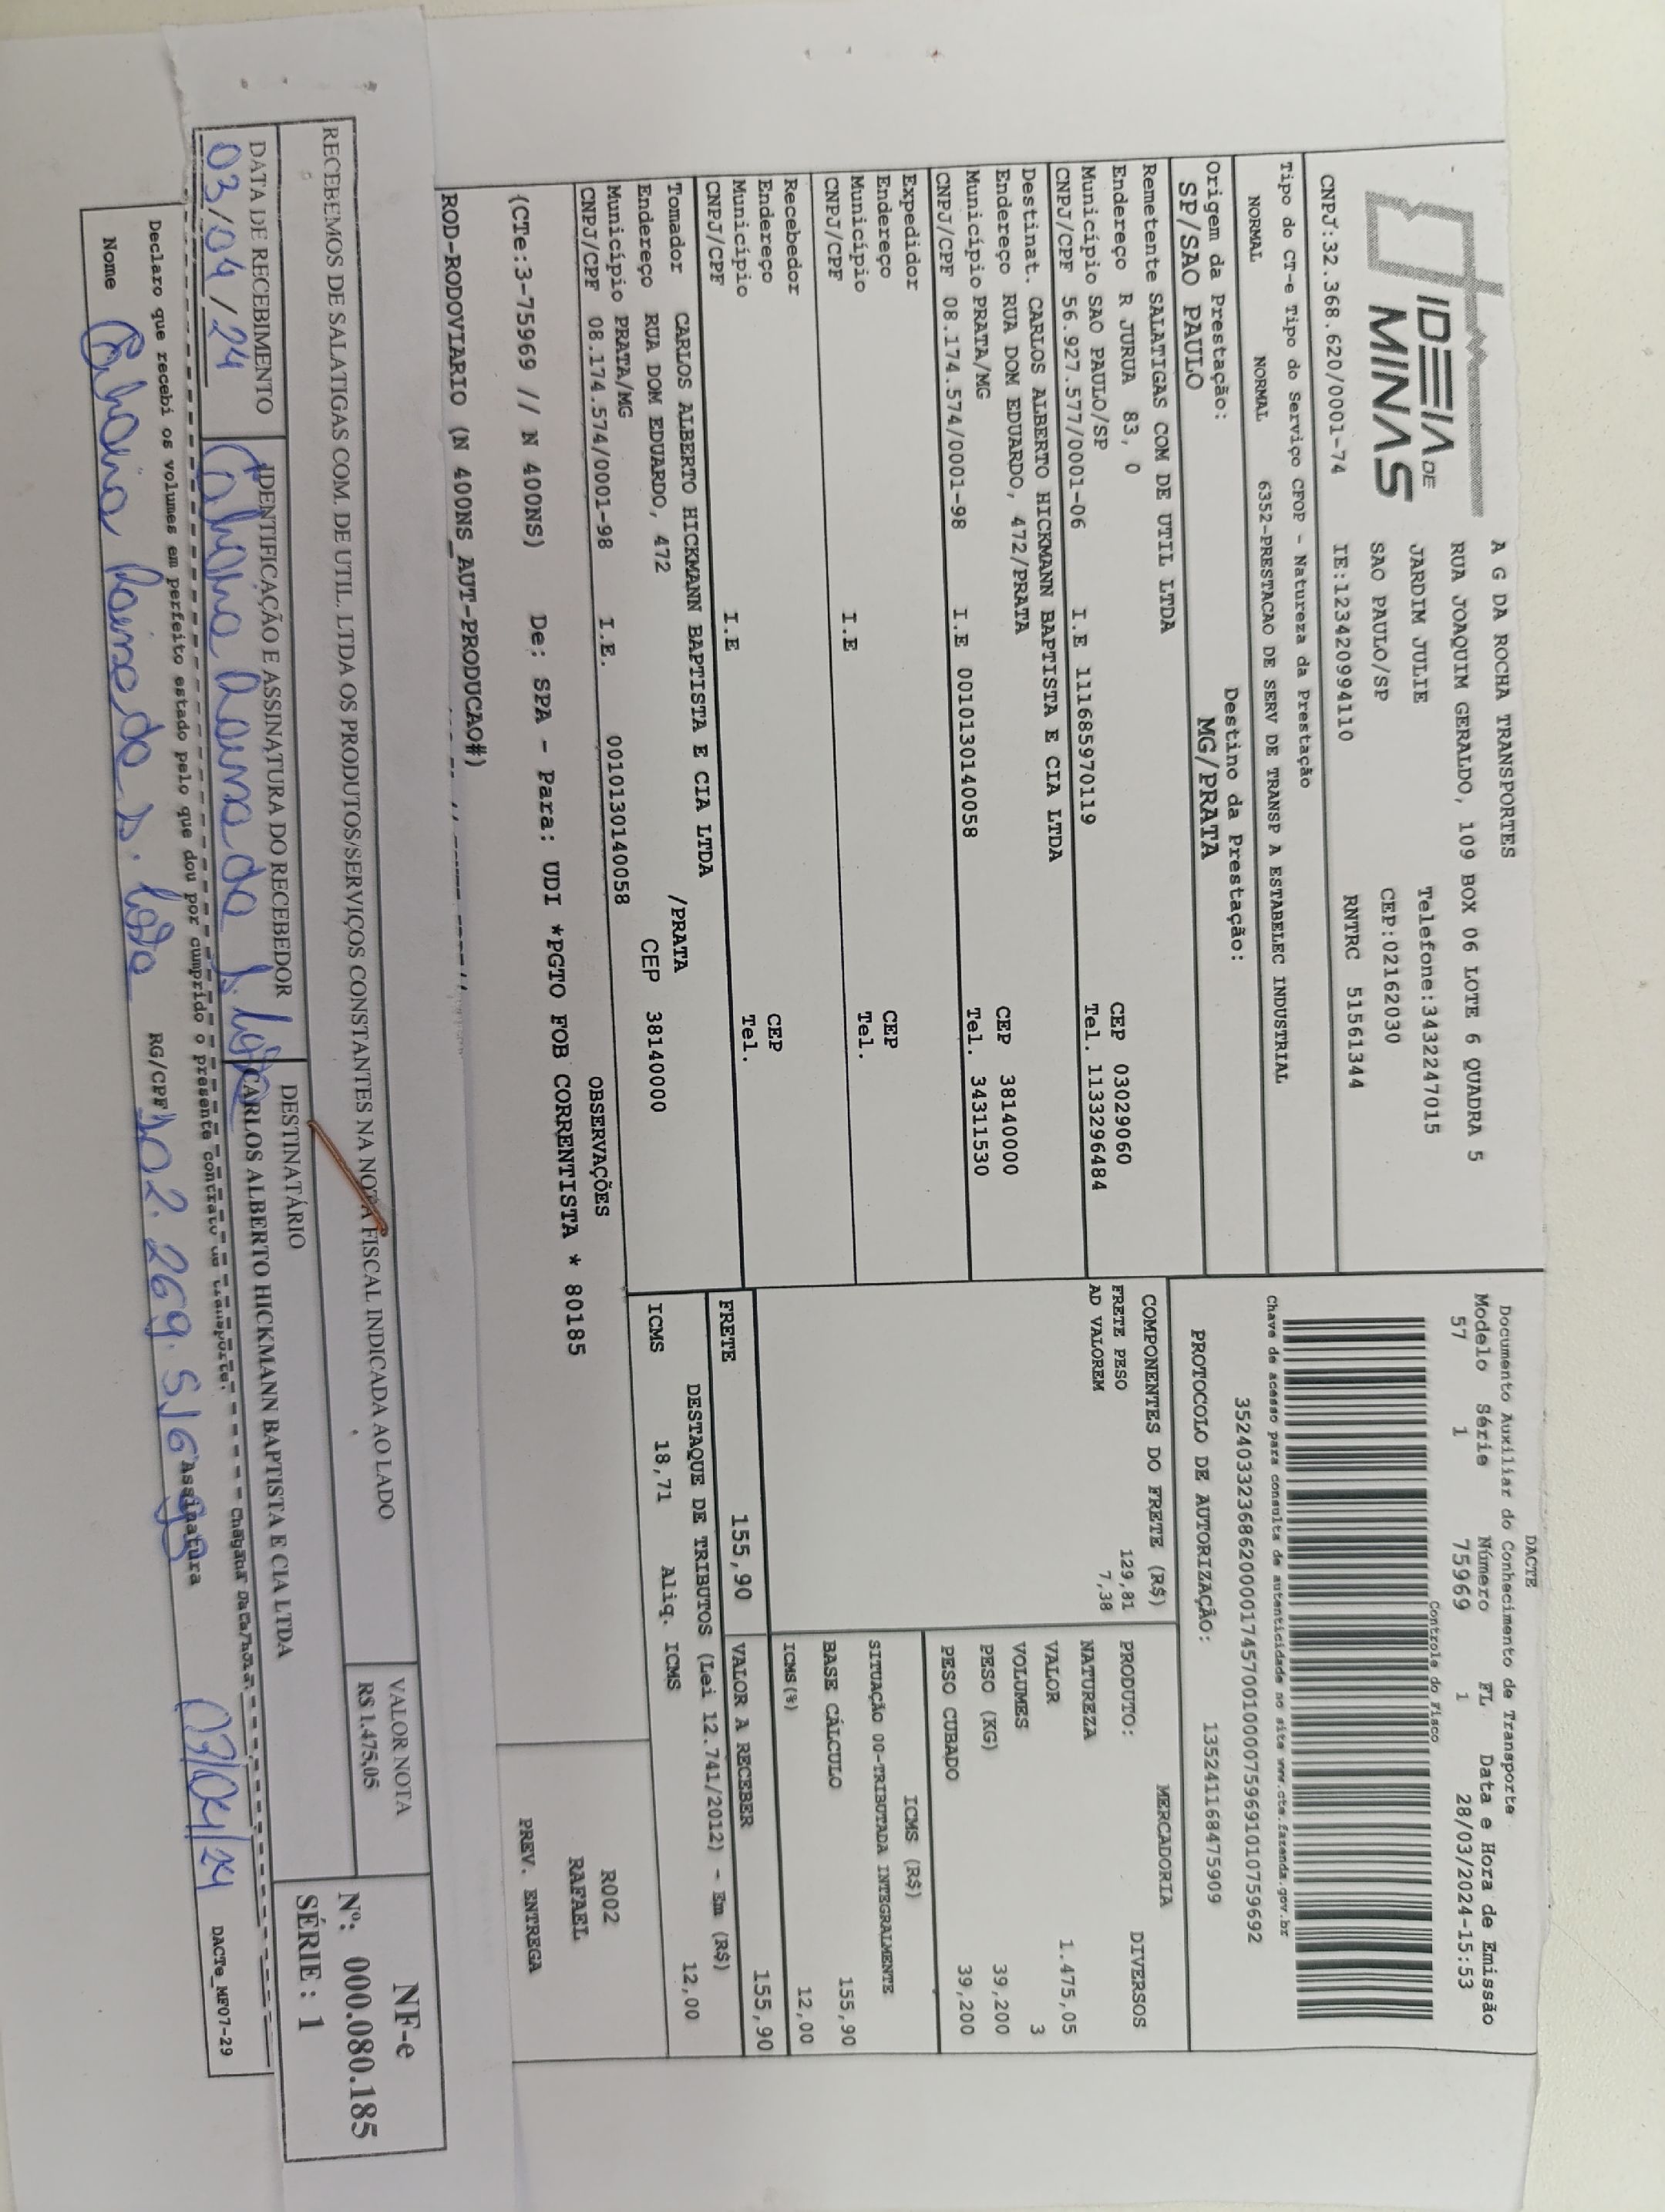 IDEIA DE
MINAS
A G DA ROCHA TRANSPORTES
RUA JOAQUIM GERALDO, 109 BOX 06 LOTE 6 QUADRA 5
JARDIM JULIE Telefone:3432247015
SAO PAULO/SP CEP:02162030
CNPJ:32.368.620/0001-74 IE:123420994110 RNTRC 51561344
Tipo do CT-e Tipo do Serviço CFOP - Natureza da Prestação
NORMAL NORMAL 6352-PRESTACAO DE SERV DE TRANSP A ESTABELEC INDUSTRIAL
Origem da Prestação: Destino da Prestação:
SP/SAO PAULO MG/PRATA
DACTE
Documento Auxiliar do Conhecimento de Transporte
Modelo Série Número FL Data e Hora de Emissão
57 1 75969 1 28/03/2024-15:53
Controle do Fisco
Chave de acesso para consulta de autenticidade no site www.cte.fazenda.gov.br
35240332368620000174570010000759691010759692
PROTOCOLO DE AUTORIZAÇÃO: 135241168475909
Remetente SALATIGAS COM DE UTIL LTDA
Endereço R JURUA 83, 0 CEP 03029060
Município SAO PAULO/SP Tel. 1133296484
CNPJ/CPF 56.927.577/0001-06 I.E 111685970119
Destinat. CARLOS ALBERTO HICKMANN BAPTISTA E CIA LTDA
Endereço RUA DOM EDUARDO, 472/PRATA CEP 38140000
Município PRATA/MG Tel. 34311530
CNPJ/CPF 08.174.574/0001-98 I.E 0010130140058
Expedidor
Endereço CEP
Município Tel.
CNPJ/CPF I.E
Recebedor
Endereço CEP
Município Tel.
CNPJ/CPF I.E
Tomador CARLOS ALBERTO HICKMANN BAPTISTA E CIA LTDA
Endereço RUA DOM EDUARDO, 472 /PRATA
Município PRATA/MG CEP 38140000
CNPJ/CPF 08.174.574/0001-98 I.E. 0010130140058
COMPONENTES DO FRETE (R$)
FRETE PESO 129,81
AD VALOREM 7,38
MERCADORIA
PRODUTO: DIVERSOS
NATUREZA
VALOR 1.475,05
VOLUMES 3
PESO (KG) 39,200
PESO CUBADO 39,200
ICMS (R$)
SITUAÇÃO 00-TRIBUTADA INTEGRALMENTE
BASE CÁLCULO 155,90
ICMS(%) 12,00
FRETE 155,90 VALOR A RECEBER 155,90
DESTAQUE DE TRIBUTOS (Lei 12.741/2012) - Em (R$)
ICMS 18,71 Aliq. ICMS 12,00
OBSERVAÇÕES
(CTe:3-75969 // N 400NS) De: SPA - Para: UDI *PGTO FOB CORRENTISTA * 80185
R002
RAFAEL
PREV. ENTREGA
ROD-RODOVIARIO (N 400NS_AUT-PRODUCAO#)
RECEBEMOS DE SALATIGAS COM. DE UTIL. LTDA OS PRODUTOS/SERVIÇOS CONSTANTES NA NOTA FISCAL INDICADA AO LADO
VALOR NOTA
R$ 1.475,05
NF-e
Nº: 000.080.185
SÉRIE : 1
DATA DE RECEBIMENTO IDENTIFICAÇÃO E ASSINATURA DO RECEBEDOR DESTINATÁRIO
03/04/24 CARLOS ALBERTO HICKMANN BAPTISTA E CIA LTDA
Declaro que recebi os volumes em perfeito estado pelo que dou por cumprido o presente contrato de transporte. Chegada Data/hora
Nome RG/CPF Assinatura 03/04/24
DACTe_MF07-29